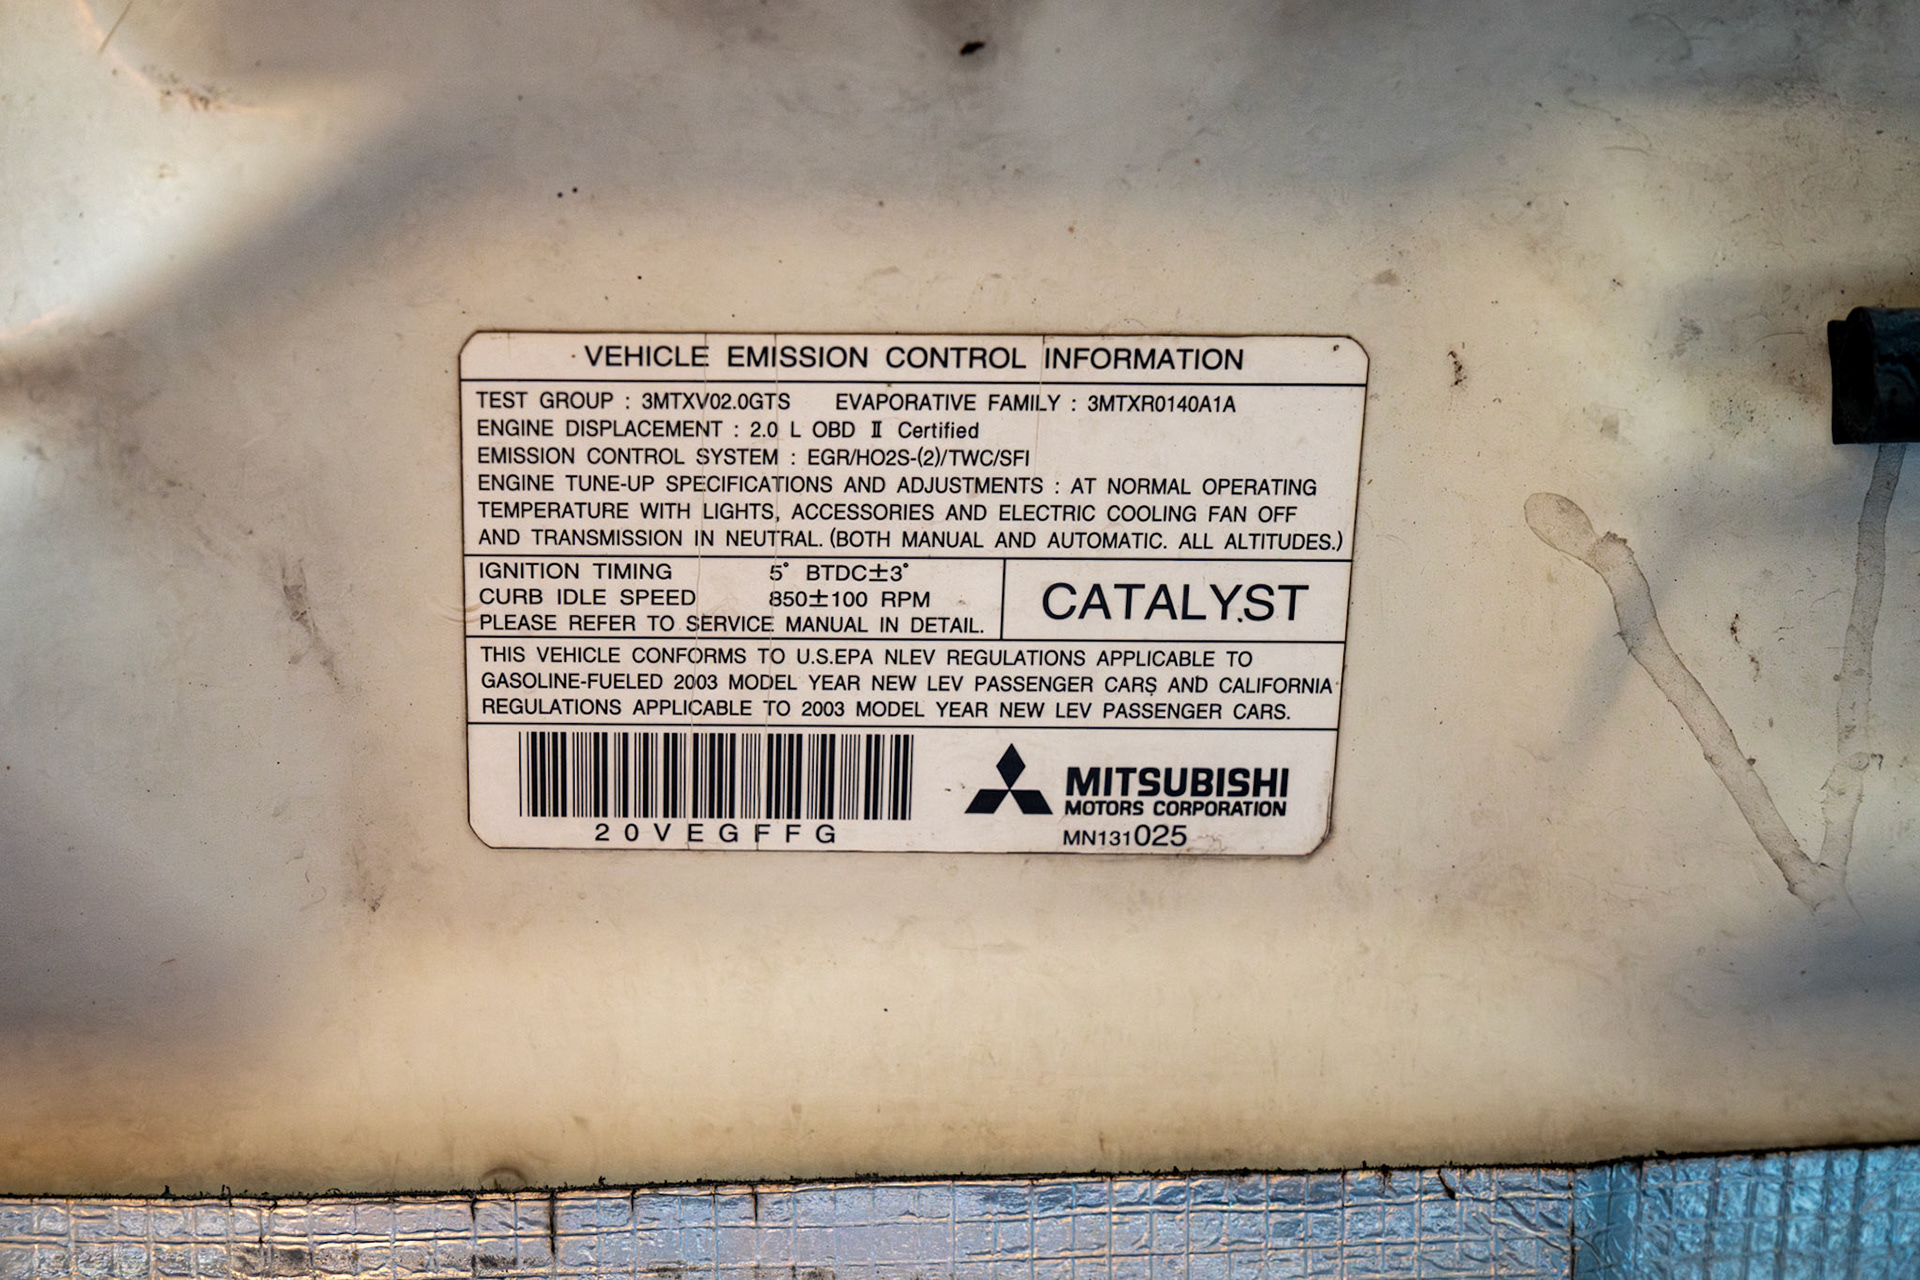 VEHICLE EMISSION CONTROL INFORMATION
TEST GROUP : 3MTXV02.0GTS EVAPORATIVE FAMILY : 3MTXR0140A1A
ENGINE DISPLACEMENT : 2.0 L OBD Ⅱ Certified
EMISSION CONTROL SYSTEM : EGR/HO2S-(2)/TWC/SFI
ENGINE TUNE-UP SPECIFICATIONS AND ADJUSTMENTS : AT NORMAL OPERATING
TEMPERATURE WITH LIGHTS, ACCESSORIES AND ELECTRIC COOLING FAN OFF
AND TRANSMISSION IN NEUTRAL. (BOTH MANUAL AND AUTOMATIC. ALL ALTITUDES.)
IGNITION TIMING 5° BTDC±3°
CURB IDLE SPEED 850±100 RPM
PLEASE REFER TO SERVICE MANUAL IN DETAIL.
CATALYST
THIS VEHICLE CONFORMS TO U.S.EPA NLEV REGULATIONS APPLICABLE TO
GASOLINE-FUELED 2003 MODEL YEAR NEW LEV PASSENGER CARS AND CALIFORNIA
REGULATIONS APPLICABLE TO 2003 MODEL YEAR NEW LEV PASSENGER CARS.
20VEGFFG
MITSUBISHI
MOTORS CORPORATION
MN131025